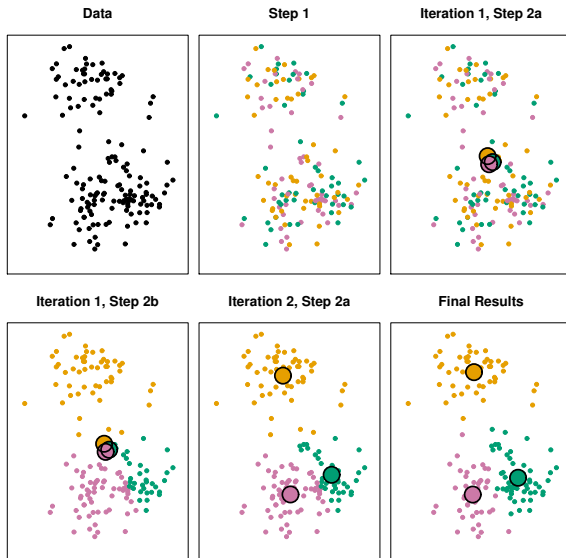 Data
Step 1
Iteration 1, Step 2a
Iteration 1, Step 2b
Iteration 2, Step 2a
Final Results